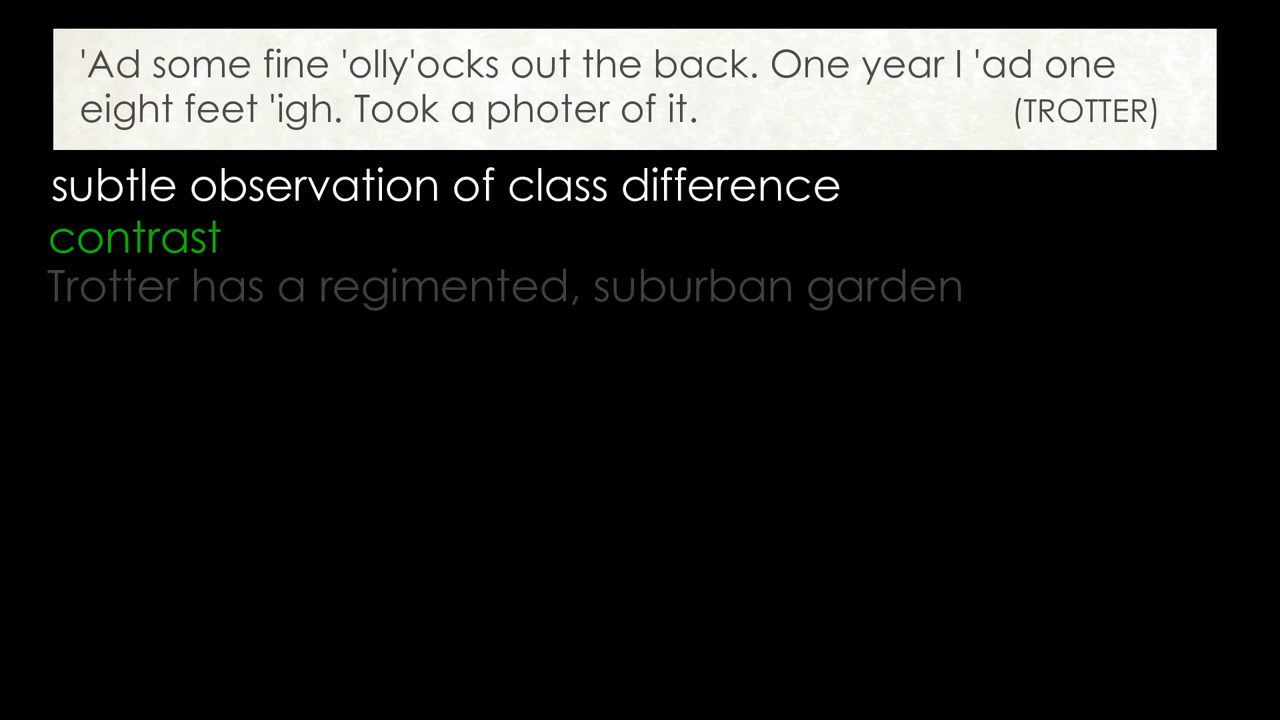 'Ad some fine 'olly'ocks out the back. One year I 'ad one
eight feet 'igh. Took a photer of it. (TROTTER)
subtle observation of class difference
contrast
Trotter has a regimented, suburban garden